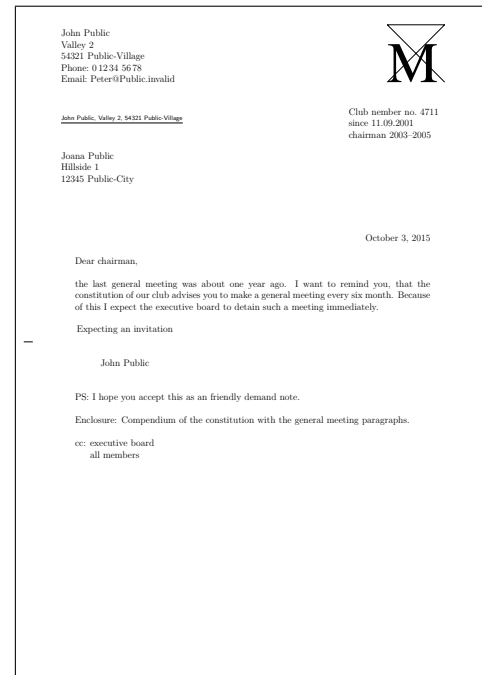 John Public
Valley 2
54321 Public-Village
Phone: 0 12 34 56 78
Email: Peter@Public.invalid
M
John Public, Valley 2, 54321 Public-Village
Club nember no. 4711
since 11.09.2001
chairman 2003–2005
Joana Public
Hillside 1
12345 Public-City
October 3, 2015
Dear chairman,
the last general meeting was about one year ago. I want to remind you, that the
constitution of our club advises you to make a general meeting every six month. Because
of this I expect the executive board to detain such a meeting immediately.
Expecting an invitation
John Public
PS: I hope you accept this as an friendly demand note.
Enclosure: Compendium of the constitution with the general meeting paragraphs.
cc: executive board
all members